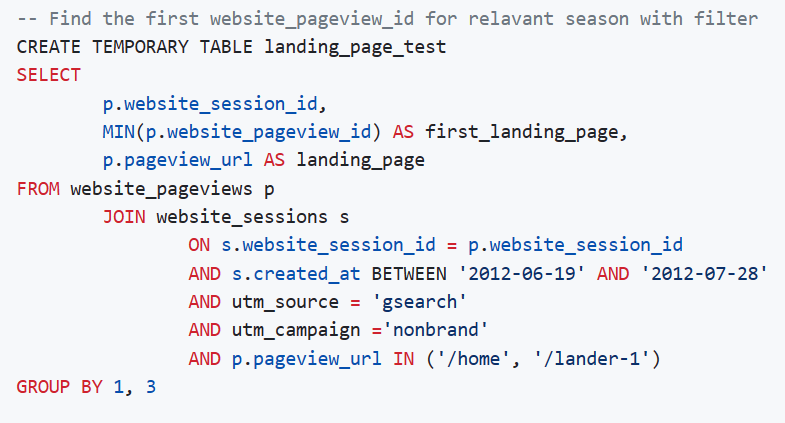 -- Find the first website_pageview_id for relavant season with filter
CREATE TEMPORARY TABLE landing_page_test
SELECT
p.website_session_id,
MIN(p.website_pageview_id) AS first_landing_page,
p.pageview_url AS landing_page
FROM website_pageviews p
JOIN website_sessions s
ON s.website_session_id = p.website_session_id
AND s.created_at BETWEEN '2012-06-19' AND '2012-07-28'
AND utm_source = 'gsearch'
AND utm_campaign ='nonbrand'
AND p.pageview_url IN ('/home', '/lander-1')
GROUP BY 1, 3